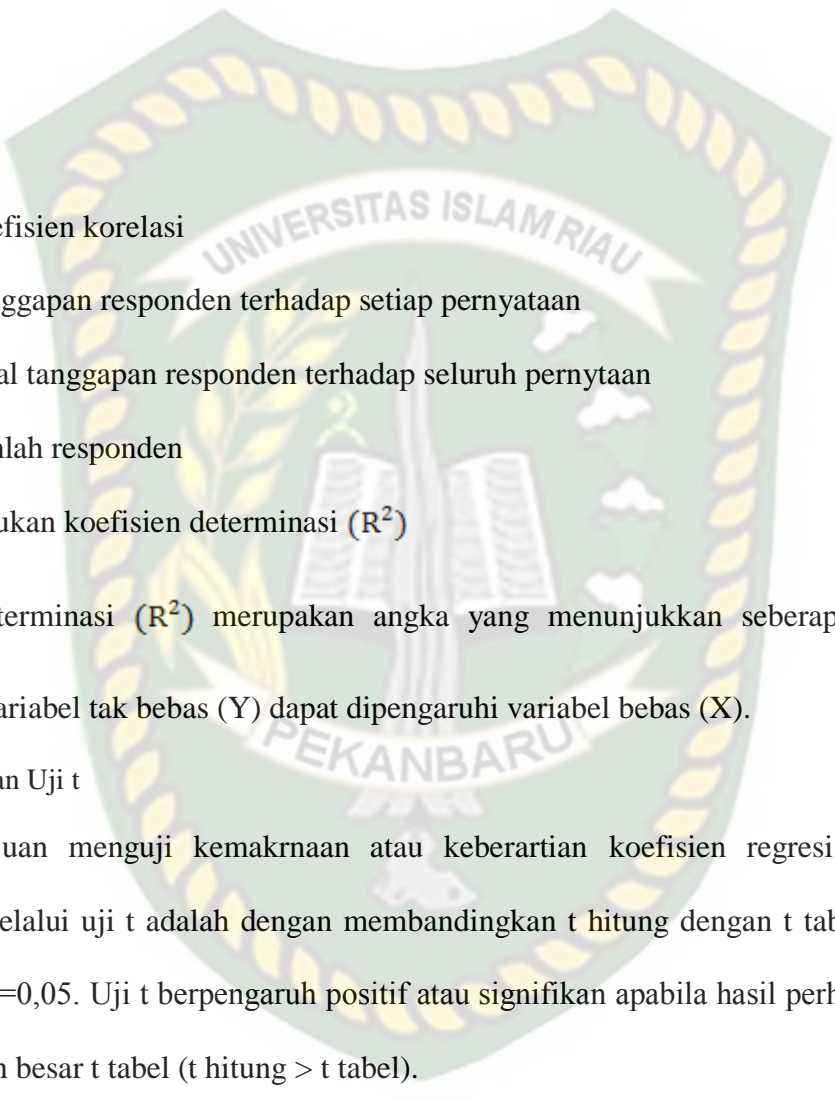 efisien korelasi
UNIVERSITAS ISLAM RIAU
ggapan responden terhadap setiap pernyataan
al tanggapan responden terhadap seluruh pernytaan
nlah responden
ukan koefisien determinasi (R²)
terminasi (R²) merupakan angka yang menunjukkan seberap
ariabel tak bebas (Y) dapat dipengaruhi variabel bebas (X).
PEKANBARU
an Uji t
uan menguji kemakrnaan atau keberartian koefisien regresi
elalui uji t adalah dengan membandingkan t hitung dengan t tab
=0,05. Uji t berpengaruh positif atau signifikan apabila hasil perh
n besar t tabel (t hitung > t tabel).